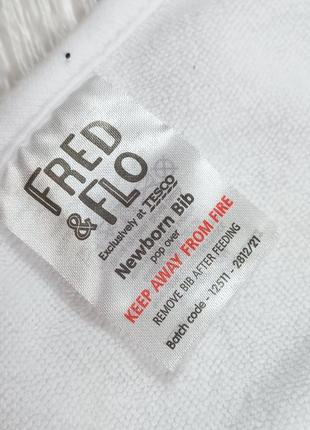 FRED
& FLO
Exclusively at TESCO
Newborn Bib
pop over
KEEP AWAY FROM FIRE
REMOVE BIB AFTER FEEDING
Batch code - 12511 - 2812/21